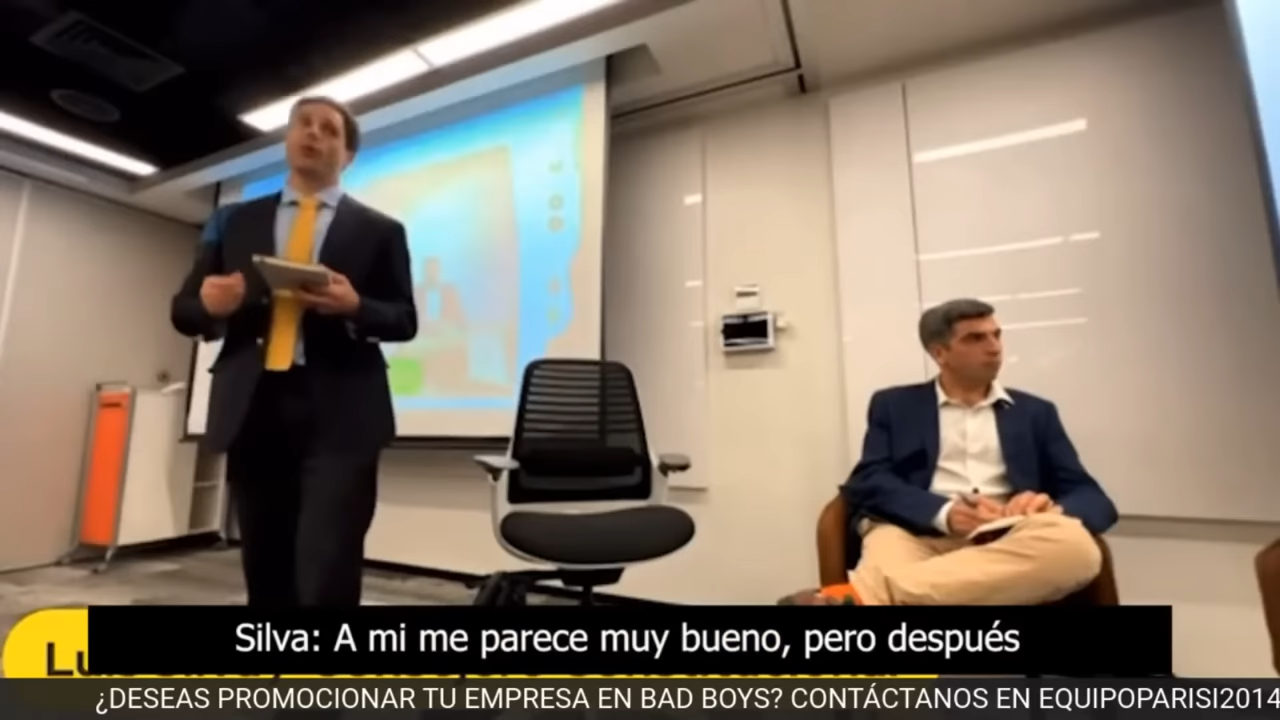 Silva: A mi me parece muy bueno, pero después
¿DESEAS PROMOCIONAR TU EMPRESA EN BAD BOYS? CONTÁCTANOS EN EQUIPOPARISI2014